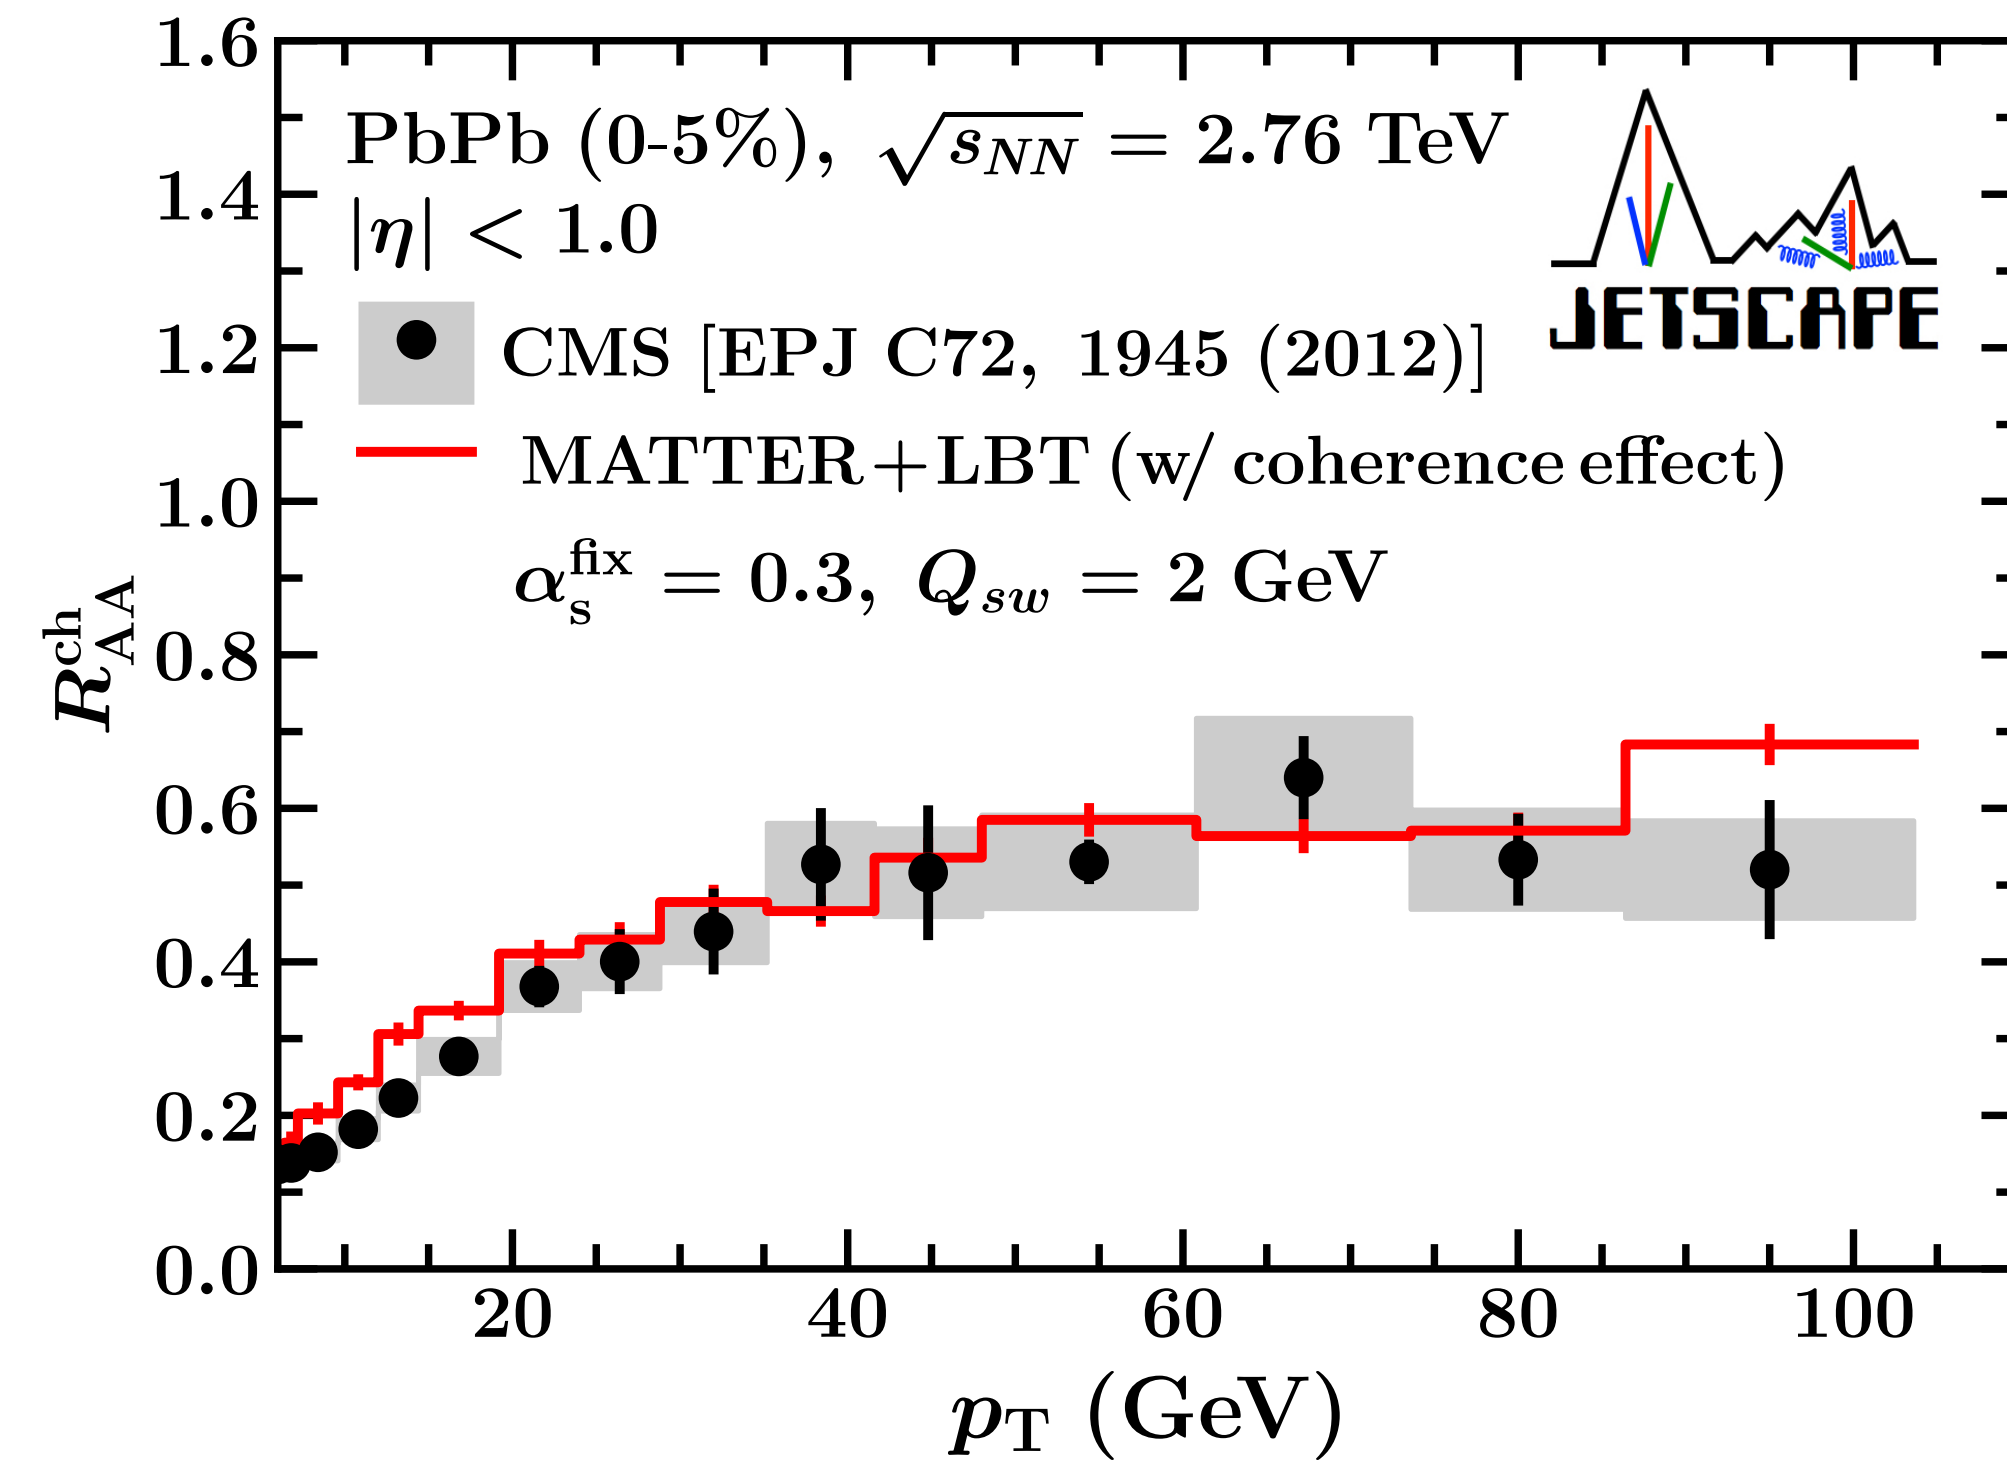 1.6
1.4
1.2
1.0
0.8
0.6
0.4
0.2
0.0
R_AA^ch
PbPb (0-5%), √s_NN = 2.76 TeV
|η| < 1.0
CMS [EPJ C72, 1945 (2012)]
MATTER+LBT (w/ coherence effect)
α_s^fix = 0.3, Q_sw = 2 GeV
JETSCAPE
20 40 60 80 100
p_T (GeV)